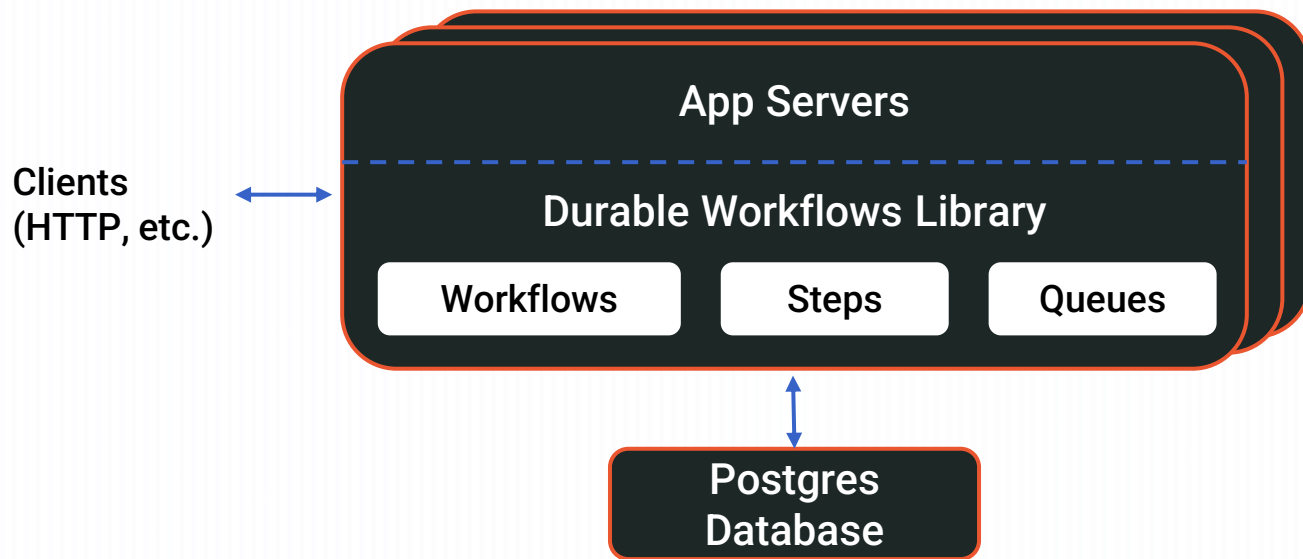 App Servers
Clients
(HTTP, etc.)
Durable Workflows Library
Workflows
Steps
Queues
Postgres
Database